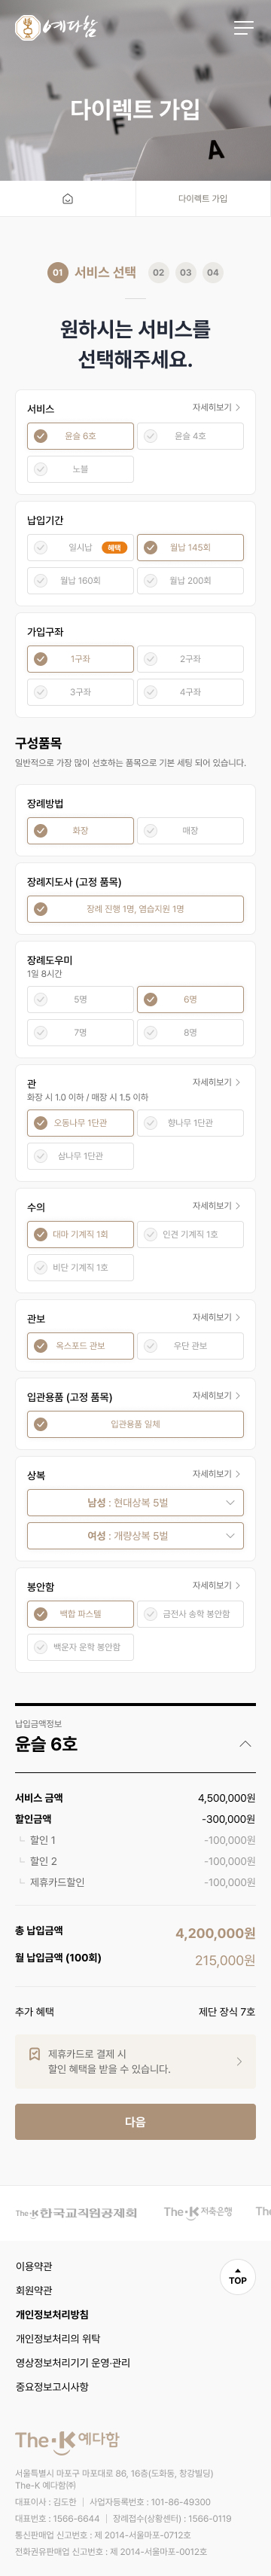 예다함
다이렉트 가입
다이렉트 가입
01 서비스 선택 02 03 04
원하시는 서비스를
선택해주세요.
서비스 자세히보기
윤슬 6호 윤슬 4호
노블
납입기간
일시납 혜택 월납 145회
월납 160회 월납 200회
가입구좌
1구좌 2구좌
3구좌 4구좌
구성품목
일반적으로 가장 많이 선호하는 품목으로 기본 세팅 되어 있습니다.
장례방법
화장 매장
장례지도사 (고정 품목)
장례 진행 1명, 염습지원 1명
장례도우미
1일 8시간
5명 6명
7명 8명
관 자세히보기
화장 시 1.0 이하 / 매장 시 1.5 이하
오동나무 1단관 향나무 1단관
삼나무 1단관
수의 자세히보기
대마 기계직 1회 인견 기계직 1호
비단 기계직 1호
관보 자세히보기
옥스포드 관보 우단 관보
입관용품 (고정 품목) 자세히보기
입관용품 일체
상복 자세히보기
남성 : 현대상복 5벌
여성 : 개량상복 5벌
봉안함 자세히보기
백합 파스텔 금전사 송학 봉안함
백운자 운학 봉안함
납입금액정보
윤슬 6호
서비스 금액 4,500,000원
할인금액 -300,000원
할인 1 -100,000원
할인 2 -100,000원
제휴카드할인 -100,000원
총 납입금액 4,200,000원
월 납입금액 (100회) 215,000원
추가 혜택 제단 장식 7호
제휴카드로 결제 시
할인 혜택을 받을 수 있습니다.
다음
The-K한국교직원공제회 The-K저축은행 The
이용약관
회원약관
개인정보처리방침
개인정보처리의 위탁
영상정보처리기기 운영·관리
중요정보고시사항
TOP
The-K 예다함
서울특별시 마포구 마포대로 86, 16층(도화동, 창강빌딩)
The-K 예다함㈜
대표이사 : 김도한 | 사업자등록번호 : 101-86-49300
대표번호 : 1566-6644 | 장례접수(상황센터) : 1566-0119
통신판매업 신고번호 : 제 2014-서울마포-0712호
전화권유판매업 신고번호 : 제 2014-서울마포-0012호